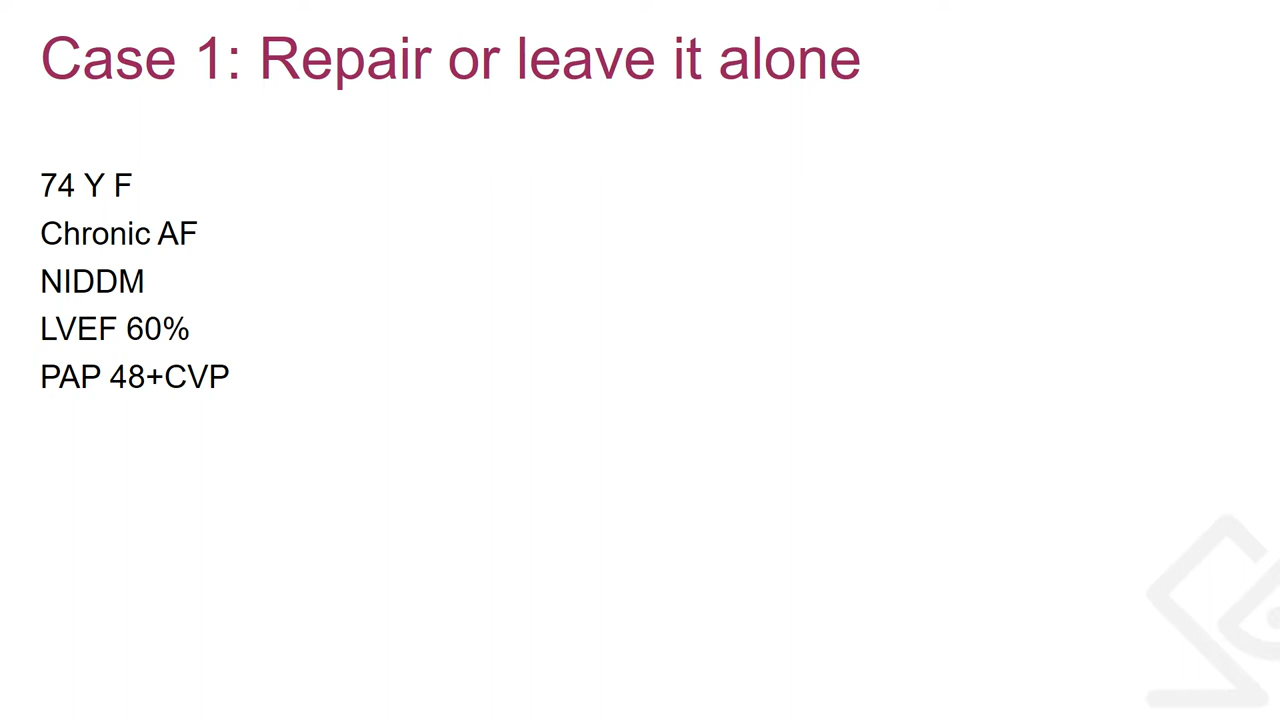 Case 1: Repair or leave it alone
74 Y F
Chronic AF
NIDDM
LVEF 60%
PAP 48+CVP